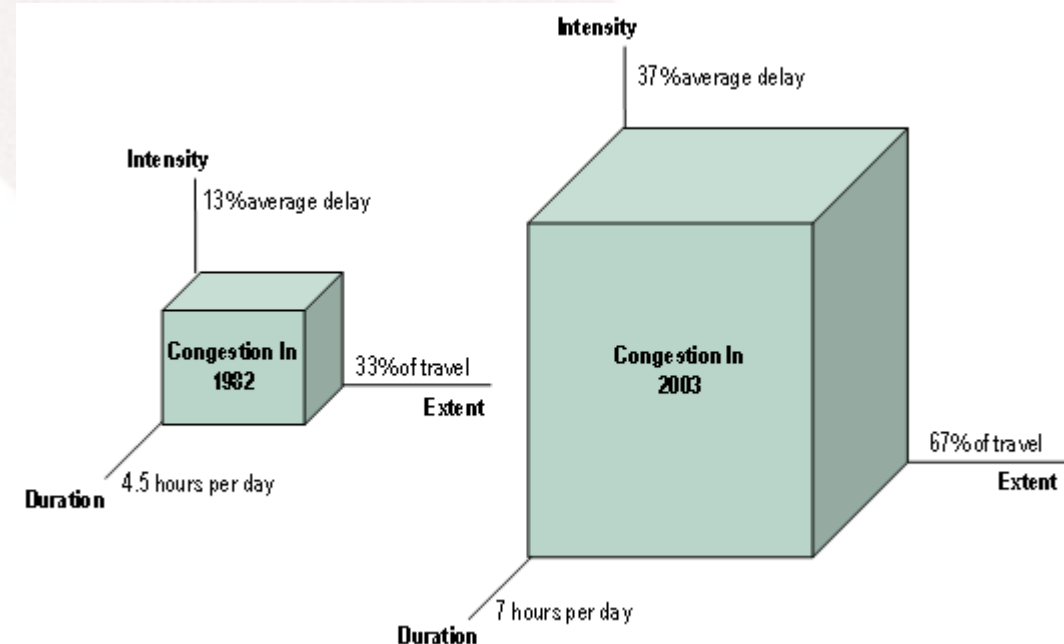 Intensity
13% average delay
Congestion In
1982
33% of travel
Extent
4.5 hours per day
Duration
Intensity
37% average delay
Congestion In
2003
67% of travel
Extent
7 hours per day
Duration